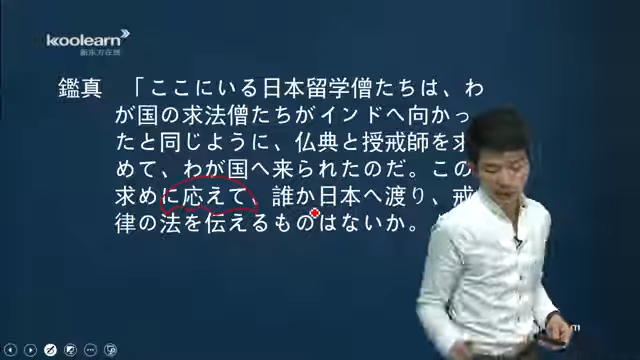 koolearn
新东方在线
鑑真 「ここにいる日本留学僧たちは、わ
が国の求法僧たちがインドへ向かっ
たと同じように、仏典と授戒師を求
めて、わが国へ来られたのだ。この
求めに応えて、誰か日本へ渡り、戒
律の法を伝えるものはないか。